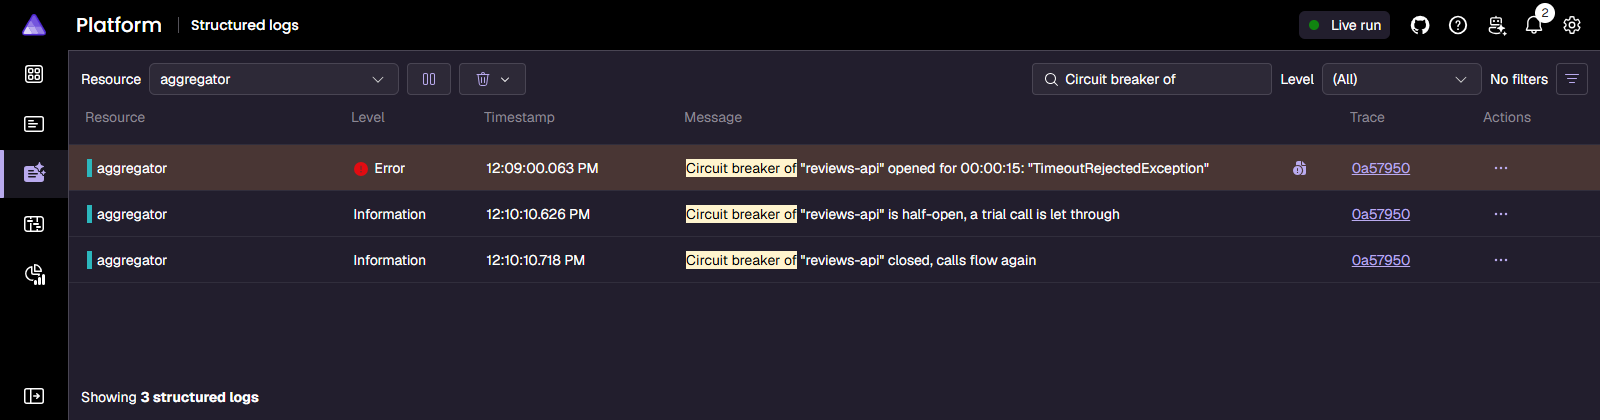 Platform | Structured logs Live run 2
Resource aggregator Circuit breaker of Level (All) No filters
Resource Level Timestamp Message Trace Actions
aggregator Error 12:09:00.063 PM Circuit breaker of "reviews-api" opened for 00:00:15: "TimeoutRejectedException" 0a57950 ...
aggregator Information 12:10:10.626 PM Circuit breaker of "reviews-api" is half-open, a trial call is let through 0a57950 ...
aggregator Information 12:10:10.718 PM Circuit breaker of "reviews-api" closed, calls flow again 0a57950 ...
Showing 3 structured logs